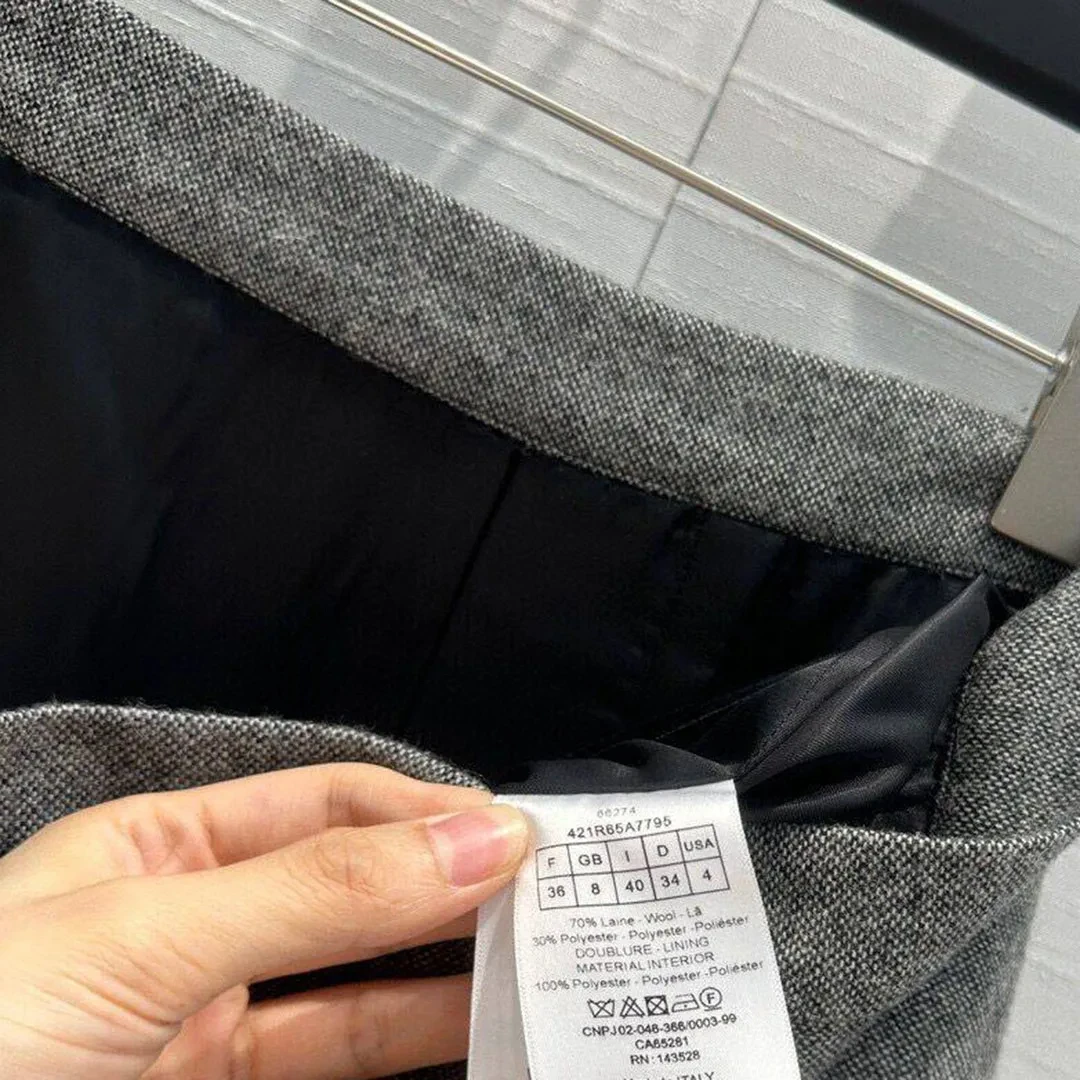 66274
421R65A7795
F GB I D USA
36 8 40 34 4
70% Laine - Wool - Lã
30% Polyester - Polyester - Poliéster
DOUBLURE - LINING
MATERIAL INTERIOR
100% Polyester - Polyester - Poliéster
F
CNPJ02-046-366/0003-99
CA65281
RN: 143528
ITALY